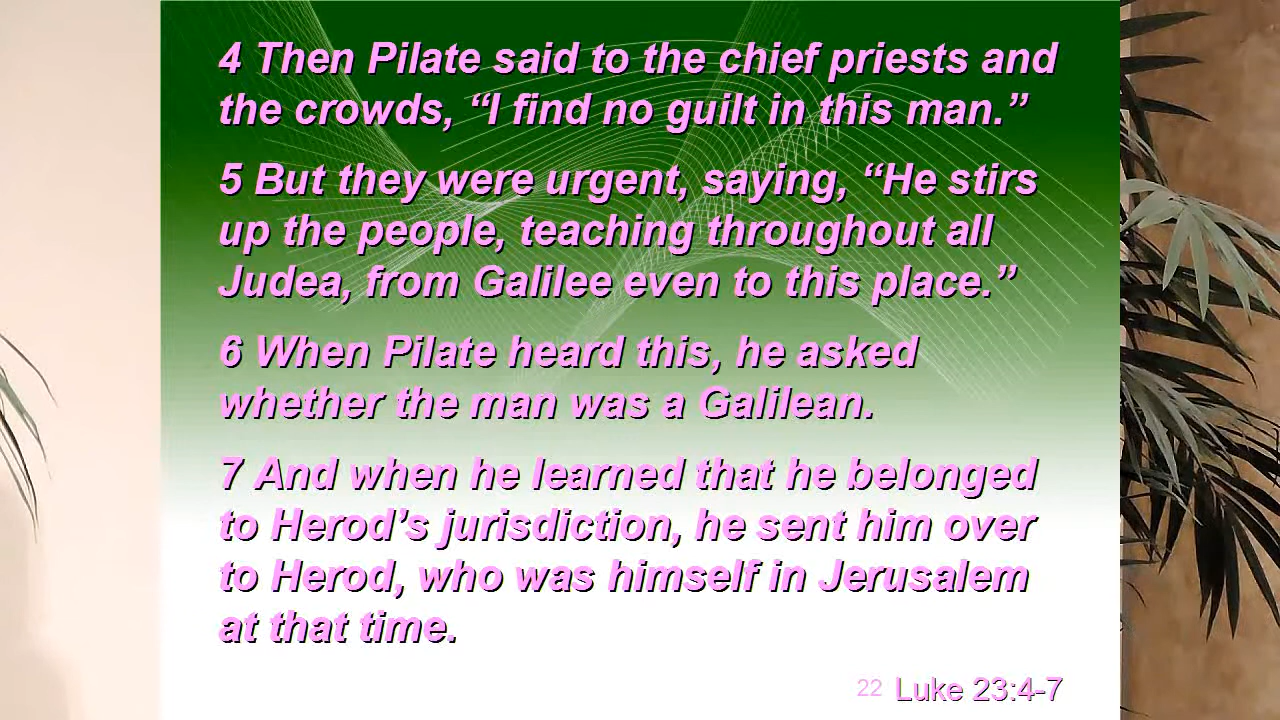 4 Then Pilate said to the chief priests and
the crowds, “I find no guilt in this man.”
5 But they were urgent, saying, “He stirs
up the people, teaching throughout all
Judea, from Galilee even to this place.”
6 When Pilate heard this, he asked
whether the man was a Galilean.
7 And when he learned that he belonged
to Herod’s jurisdiction, he sent him over
to Herod, who was himself in Jerusalem
at that time.
22 Luke 23:4-7